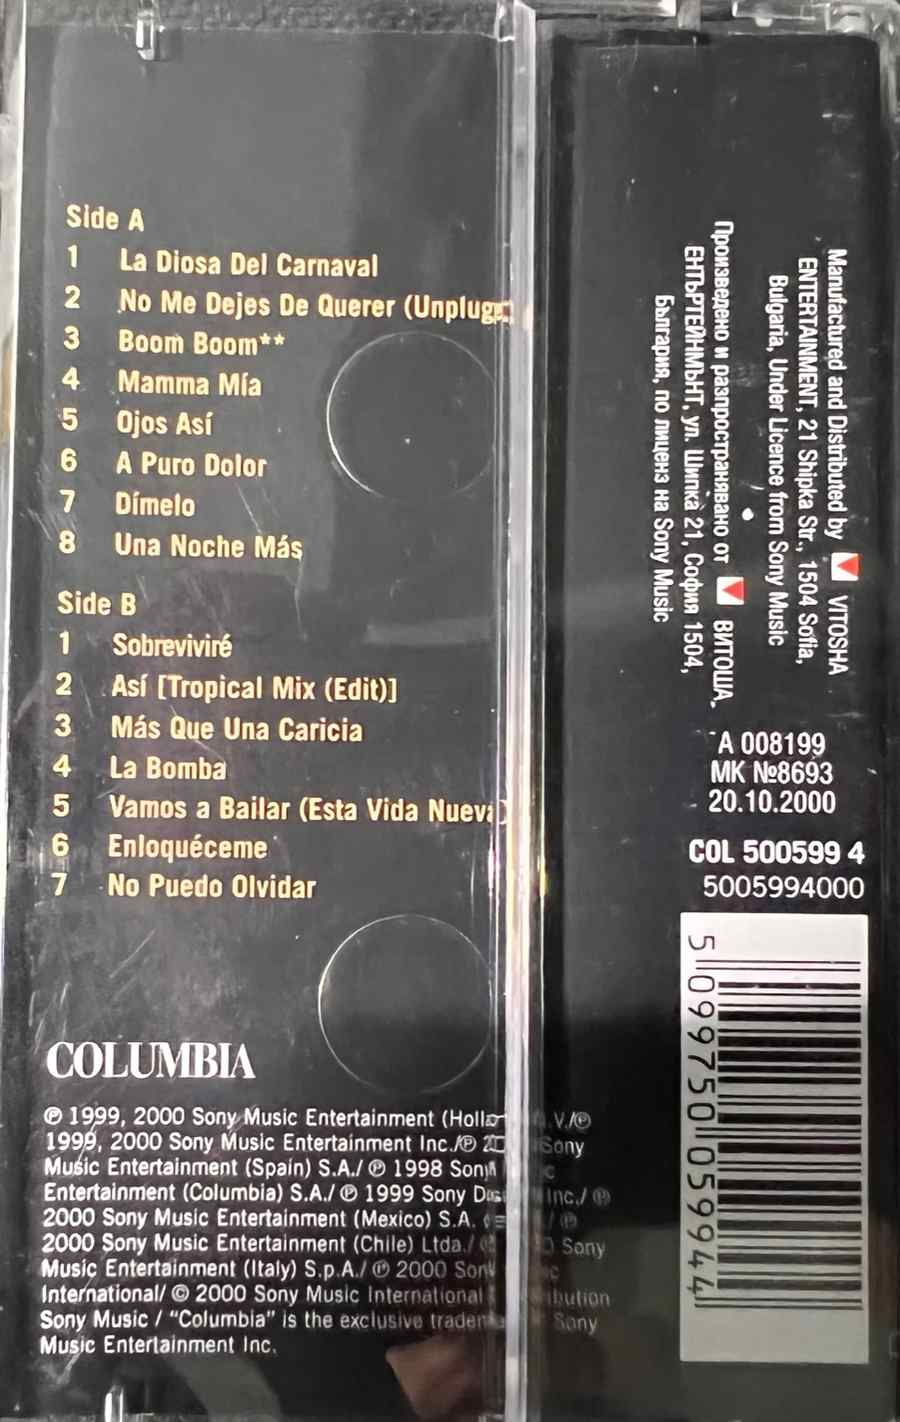 Side A
1 La Diosa Del Carnaval
2 No Me Dejes De Querer (Unplug
3 Boom Boom**
4 Mamma Mía
5 Ojos Así
6 A Puro Dolor
7 Dímelo
8 Una Noche Más
Side B
1 Sobreviviré
2 Así [Tropical Mix (Edit)]
3 Más Que Una Caricia
4 La Bomba
5 Vamos a Bailar (Esta Vida Nueva)
6 Enloquéceme
7 No Puedo Olvidar
COLUMBIA
℗ 1999, 2000 Sony Music Entertainment .V./℗
1999, 2000 Sony Music Entertainment Inc./℗ Sony
Music Entertainment (Spain) S.A./ ℗ 1998 Sony
Entertainment (Columbia) S.A./ ℗ 1999 Sony Inc./ ℗
2000 Sony Music Entertainment (Mexico) S.A. / ℗
2000 Sony Music Entertainment (Chile) Ltda./ Sony
Music Entertainment (Italy) S.p.A./ ℗ 2000 Sony
International/ © 2000 Sony Music International
Sony Music / "Columbia" is the exclusive Sony
Music Entertainment Inc.
Manufactured and Distributed by VITOSHA
ENTERTAINMENT, 21 Shipka Str., 1504 Sofia,
Bulgaria, Under Licence from Sony Music
Произведено и разпространявано от ВИТОША
ЕНТЪРТЕЙНМЪНТ, ул. Шипка 21, София 1504,
България, по лиценз на Sony Music
A 008199
MK №8693
20.10.2000
COL 500599 4
5005994000
5 099750 059944